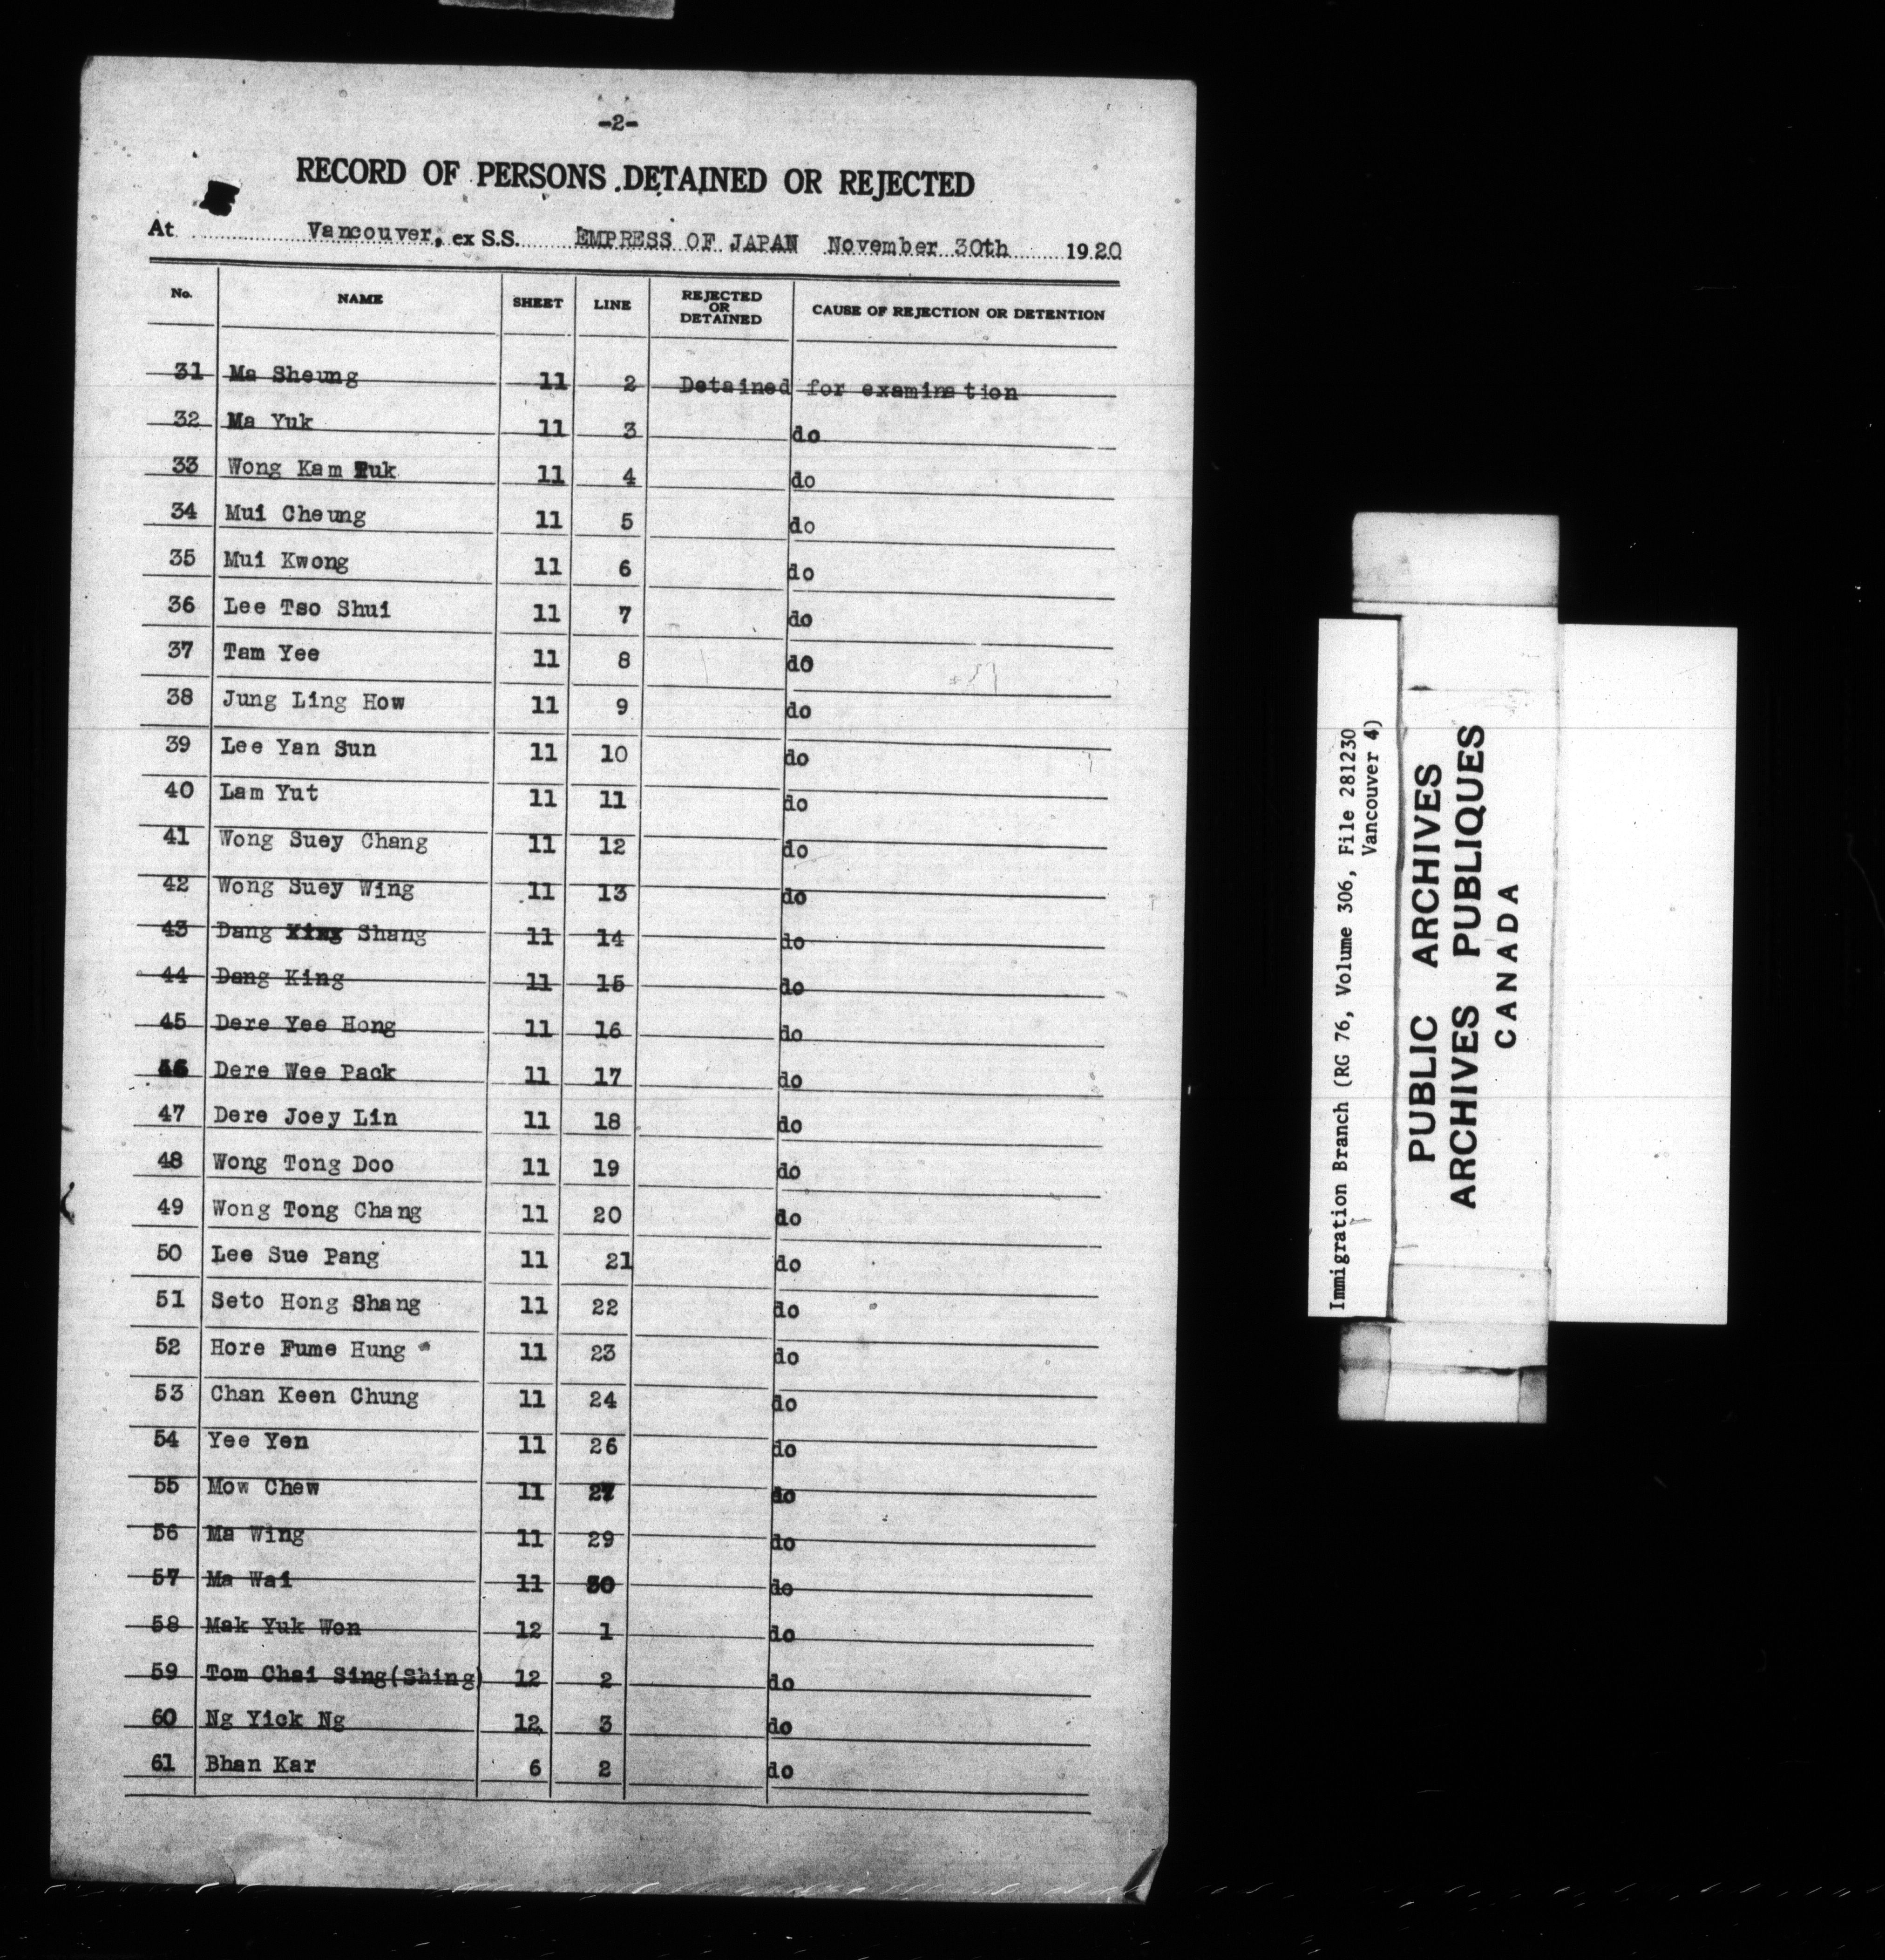 -2-
RECORD OF PERSONS DETAINED OR REJECTED
At Vancouver, ex S.S. EMPRESS OF JAPAN November 30th 1920
No. NAME SHEET LINE REJECTED OR DETAINED CAUSE OF REJECTION OR DETENTION
31 Ma Sheung 11 2 Detained for examination
32 Ma Yuk 11 3 do
33 Wong Kam Tuk 11 4 do
34 Mui Cheung 11 5 do
35 Mui Kwong 11 6 do
36 Lee Tso Shui 11 7 do
37 Tam Yee 11 8 do
38 Jung Ling How 11 9 do
39 Lee Yan Sun 11 10 do
40 Lam Yut 11 11 do
41 Wong Suey Chang 11 12 do
42 Wong Suey Wing 11 13 do
43 Dang Shang 11 14 do
44 Dang King 11 15 do
45 Dere Yee Hong 11 16 do
46 Dere Wee Pack 11 17 do
47 Dere Joey Lin 11 18 do
48 Wong Tong Doo 11 19 do
49 Wong Tong Chang 11 20 do
50 Lee Sue Pang 11 21 do
51 Seto Hong Shang 11 22 do
52 Hore Fume Hung 11 23 do
53 Chan Keen Chung 11 24 do
54 Yee Yen 11 26 do
55 Mow Chew 11 27 do
56 Ma Wing 11 29 do
57 Ma Wai 11 30 do
58 Mak Yuk Won 12 1 do
59 Tom Chai Sing(Shing) 12 2 do
60 Ng Yick Ng 12 3 do
61 Bhan Kar 6 2 do
Immigration Branch (RG 76, Volume 306, File 281230
Vancouver 4)
PUBLIC ARCHIVES
ARCHIVES PUBLIQUES
CANADA